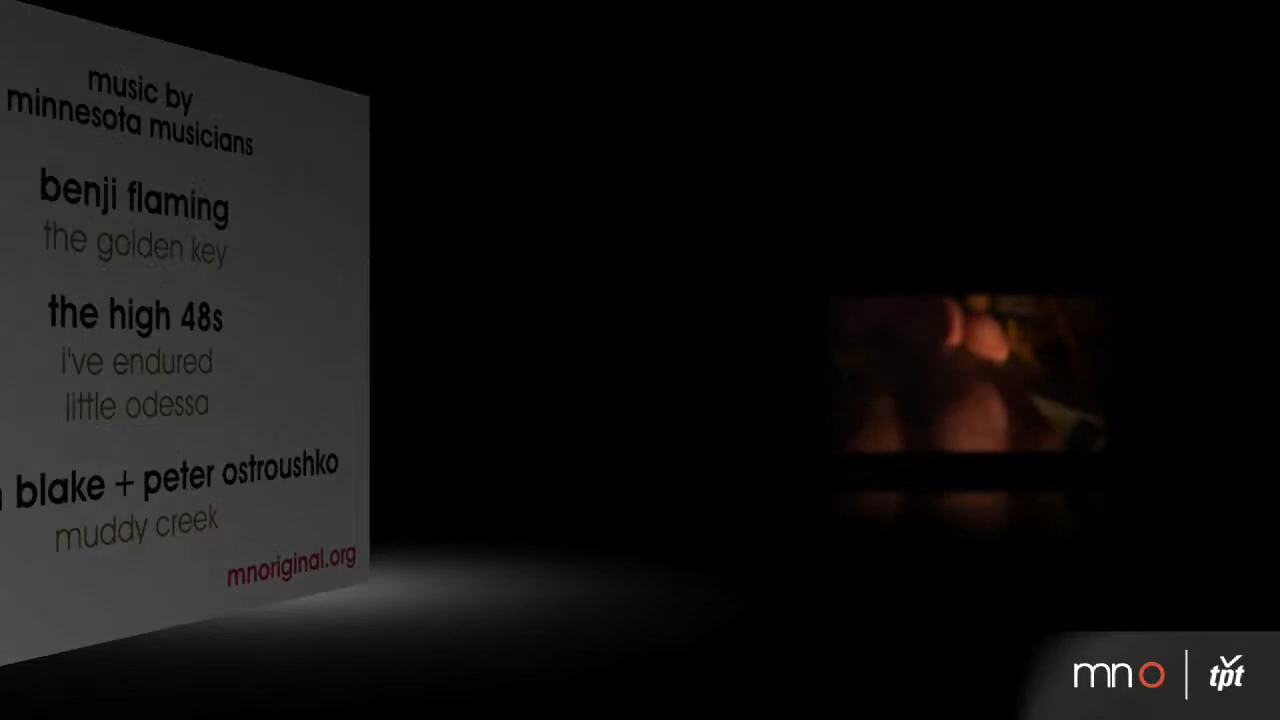 music by
minnesota musicians
benji flaming
the golden key
the high 48s
i've endured
little odessa
blake + peter ostroushko
muddy creek
mnoriginal.org
mno | tpt